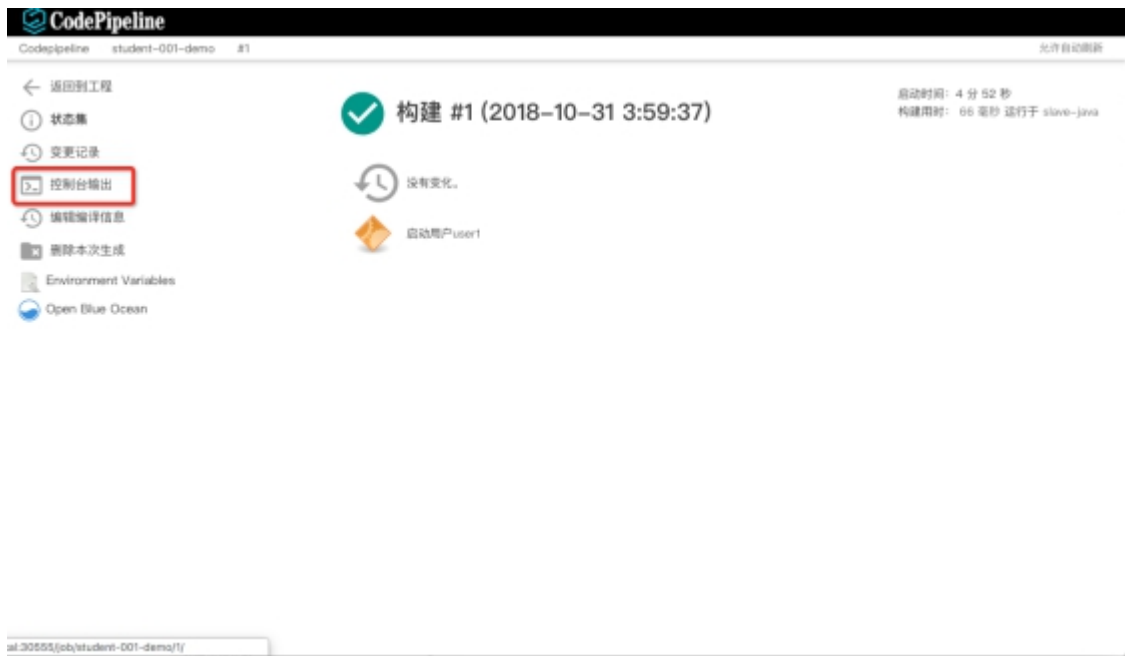 CodePipeline
Codepipeline student-001-demo #1 允许自动刷新
返回到工程
状态集
变更记录
控制台输出
编辑编译信息
删除本次生成
Environment Variables
Open Blue Ocean
构建 #1 (2018-10-31 3:59:37)
没有变化。
启动用户user1
启动时间: 4 分 52 秒
构建用时: 66 毫秒 运行于 slave-java
al:30555/job/student-001-demo/1/